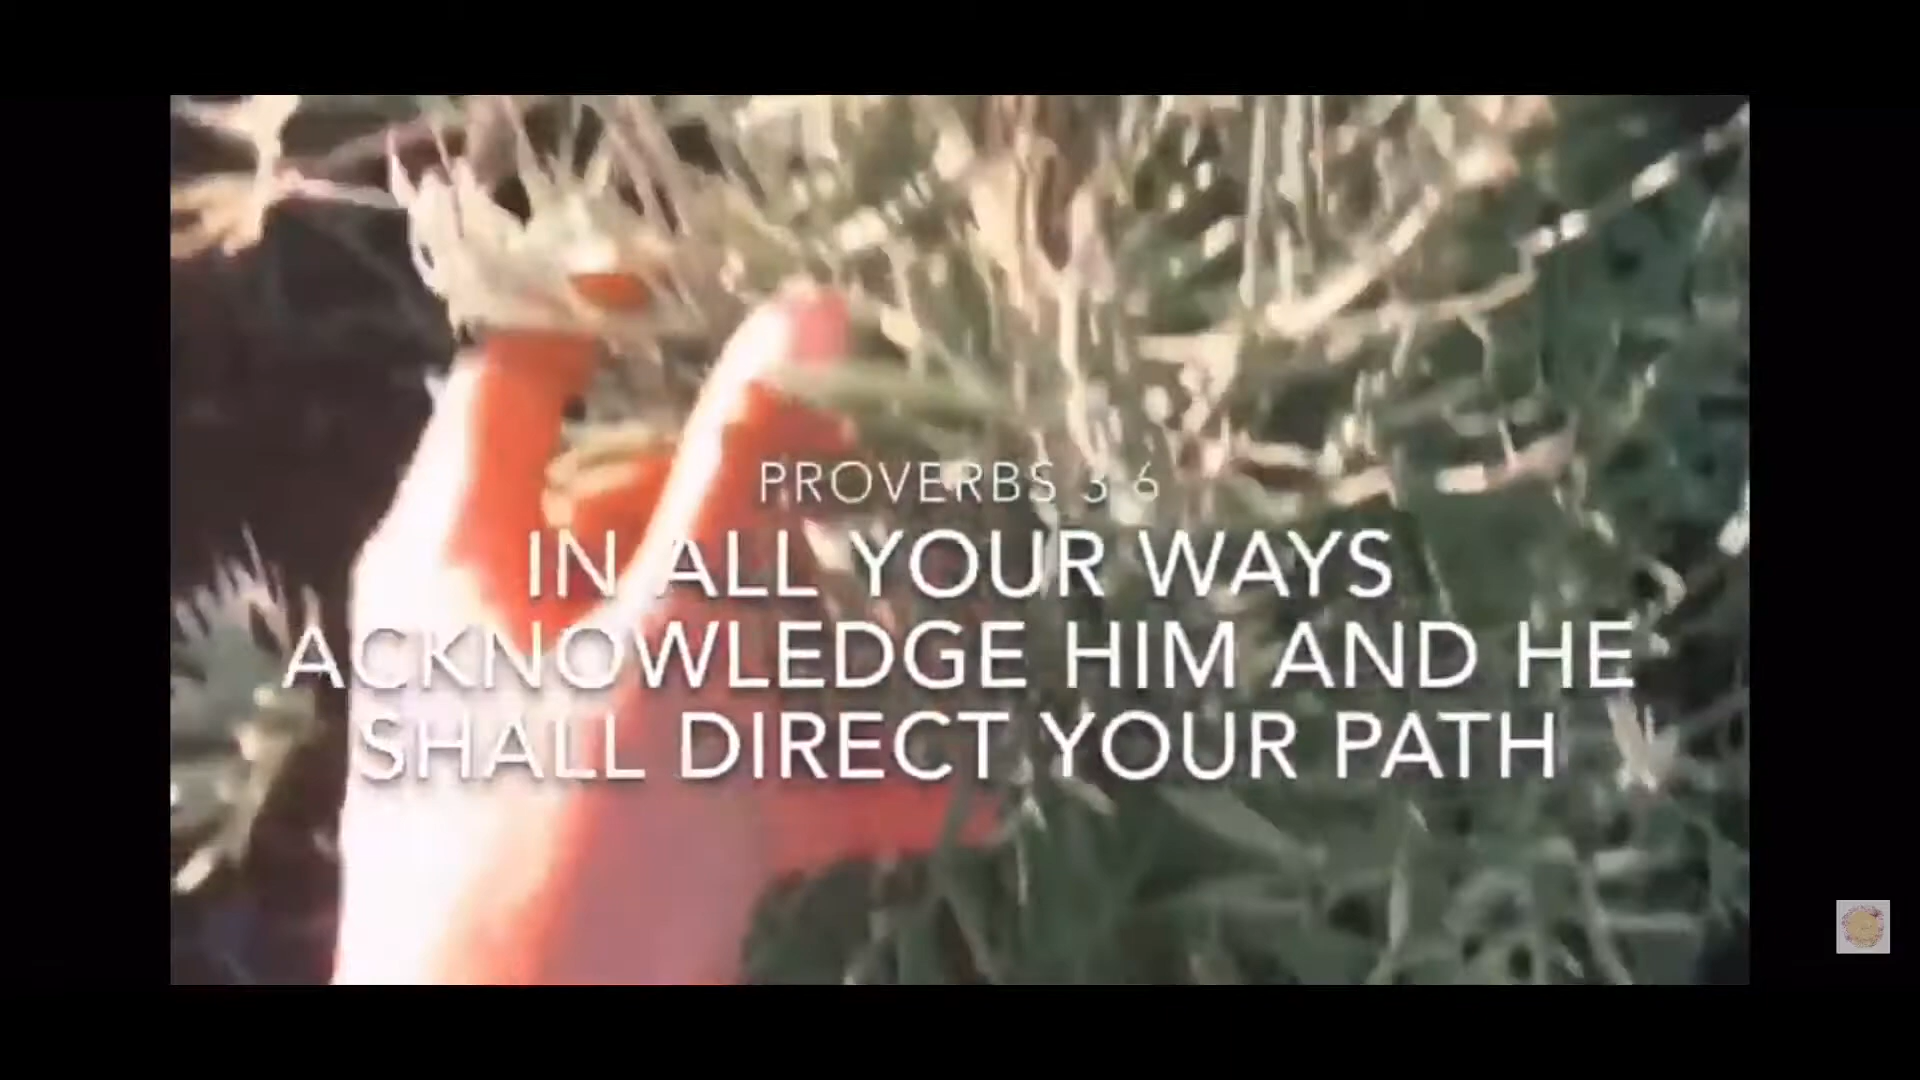 PROVERBS 3 6
IN ALL YOUR WAYS
ACKNOWLEDGE HIM AND HE
SHALL DIRECT YOUR PATH